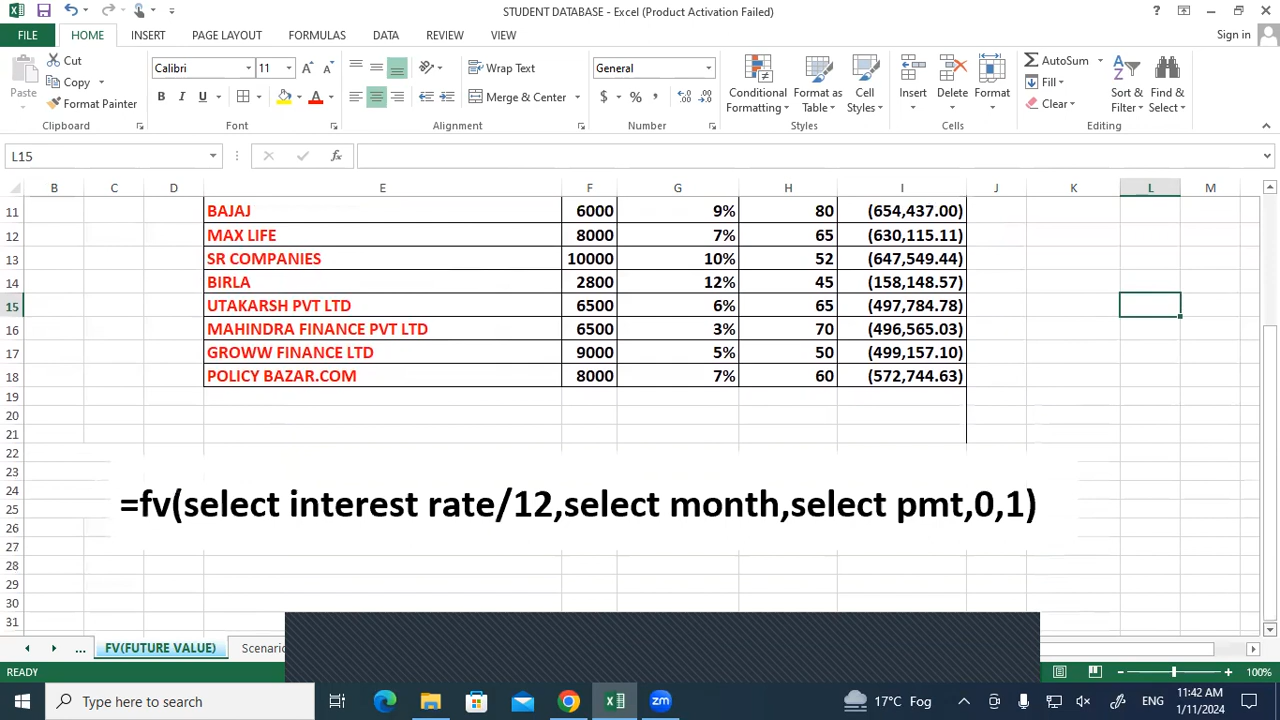 STUDENT DATABASE - Excel (Product Activation Failed)
FILE HOME INSERT PAGE LAYOUT FORMULAS DATA REVIEW VIEW Sign in
Paste Cut Copy Format Painter Clipboard
Calibri 11 B I U A Font
Wrap Text Merge & Center Alignment
General $ % , Number
Conditional Formatting Format as Table Cell Styles Styles
Insert Delete Format Cells
AutoSum Fill Clear Sort & Filter Find & Select Editing
L15 fx
B C D E F G H I J K L M
11 BAJAJ 6000 9% 80 (654,437.00)
12 MAX LIFE 8000 7% 65 (630,115.11)
13 SR COMPANIES 10000 10% 52 (647,549.44)
14 BIRLA 2800 12% 45 (158,148.57)
15 UTAKARSH PVT LTD 6500 6% 65 (497,784.78)
16 MAHINDRA FINANCE PVT LTD 6500 3% 70 (496,565.03)
17 GROWW FINANCE LTD 9000 5% 50 (499,157.10)
18 POLICY BAZAR.COM 8000 7% 60 (572,744.63)
19
20
21
22
23
24
25
26
27
28
29
30
31
=fv(select interest rate/12,select month,select pmt,0,1)
... FV(FUTURE VALUE) Scenario
READY 100%
Type here to search 17°C Fog ENG 11:42 AM
1/11/2024